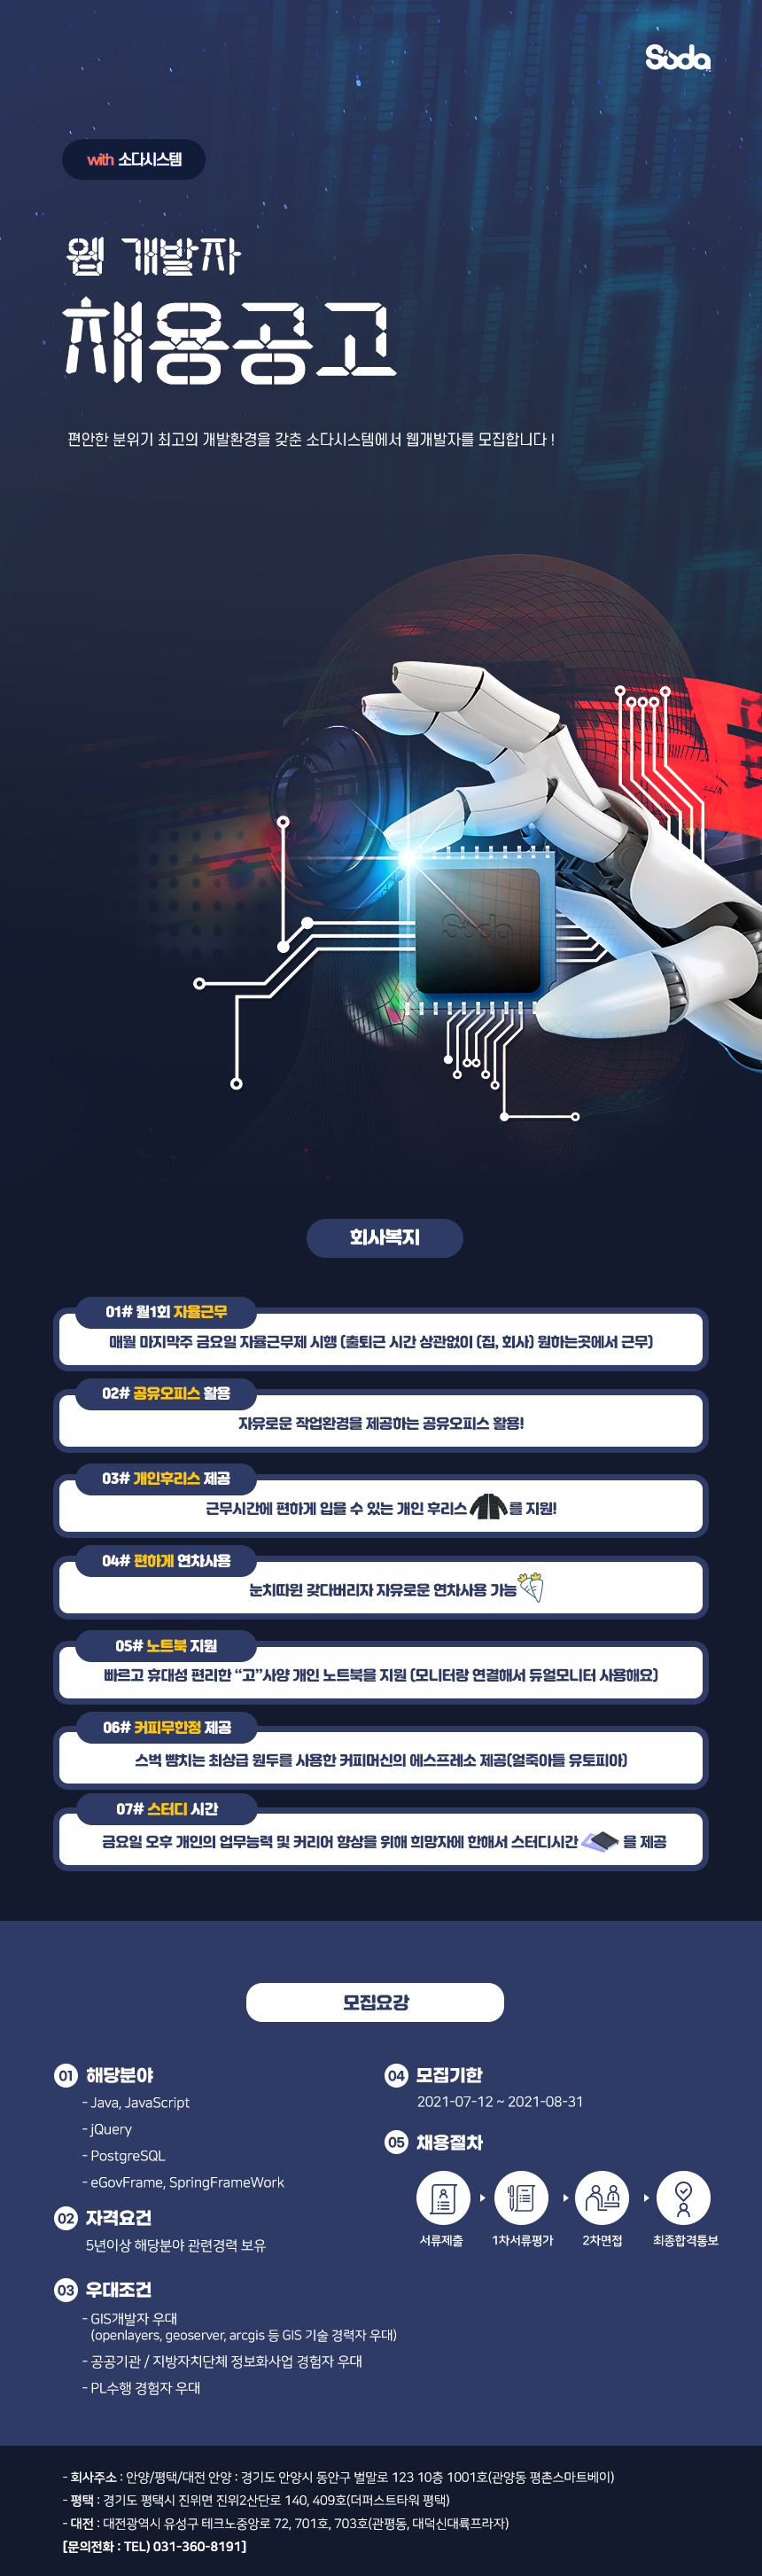 Soda
with 소다시스템
웹 개발자
채용공고
편안한 분위기 최고의 개발환경을 갖춘 소다시스템에서 웹개발자를 모집합니다 !
Soda
회사복지
01# 월1회 자율근무
매월 마지막주 금요일 자율근무제 시행 (출퇴근 시간 상관없이 (집, 회사) 원하는곳에서 근무)
02# 공유오피스 활용
자유로운 작업환경을 제공하는 공유오피스 활용!
03# 개인후리스 제공
근무시간에 편하게 입을 수 있는 개인 후리스 를 지원!
04# 편하게 연차사용
눈치따윈 갖다버리자 자유로운 연차사용 가능
05# 노트북 지원
빠르고 휴대성 편리한 “고”사양 개인 노트북을 지원 (모니터랑 연결해서 듀얼모니터 사용해요)
06# 커피무한정 제공
스벅 뺨치는 최상급 원두를 사용한 커피머신의 에스프레소 제공(얼죽아들 유토피아)
07# 스터디 시간
금요일 오후 개인의 업무능력 및 커리어 향상을 위해 희망자에 한해서 스터디시간 을 제공
모집요강
01 해당분야
- Java, JavaScript
- jQuery
- PostgreSQL
- eGovFrame, SpringFrameWork
02 자격요건
5년이상 해당분야 관련경력 보유
03 우대조건
- GIS개발자 우대
(openlayers, geoserver, arcgis 등 GIS 기술 경력자 우대)
- 공공기관 / 지방자치단체 정보화사업 경험자 우대
- PL수행 경험자 우대
04 모집기한
2021-07-12 ~ 2021-08-31
05 채용절차
서류제출 1차서류평가 2차면접 최종합격통보
- 회사주소 : 안양/평택/대전 안양 : 경기도 안양시 동안구 벌말로 123 10층 1001호(관양동 평촌스마트베이)
- 평택 : 경기도 평택시 진위면 진위2산단로 140, 409호(더퍼스트타워 평택)
- 대전 : 대전광역시 유성구 테크노중앙로 72, 701호, 703호(관평동, 대덕신대륙프라자)
[문의전화 : TEL) 031-360-8191]